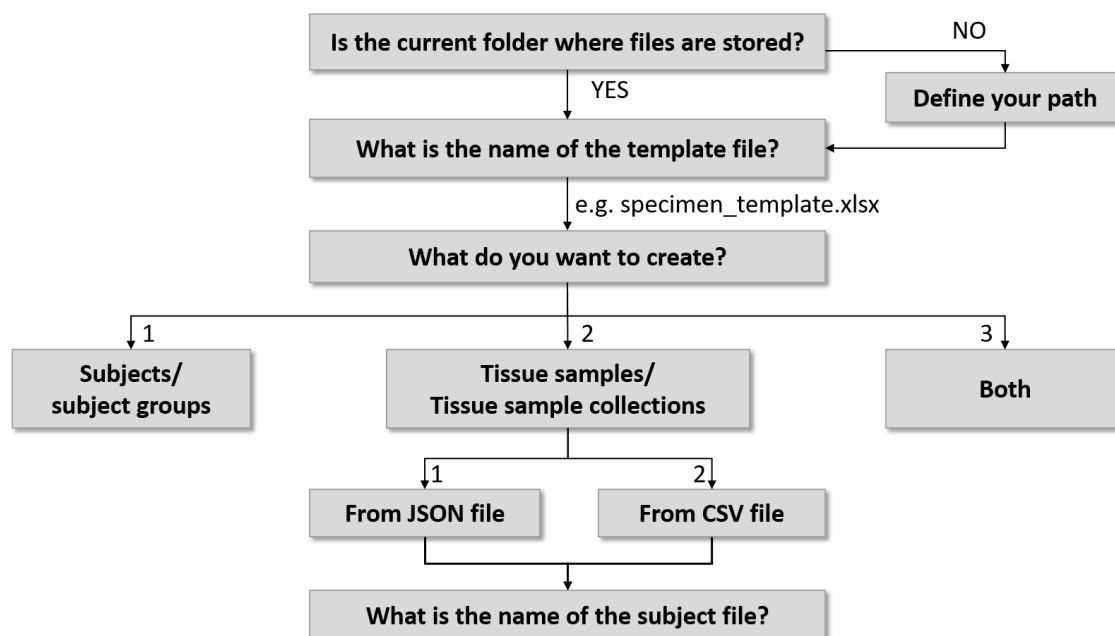 Is the current folder where files are stored?
NO
YES
Define your path
What is the name of the template file?
e.g. specimen_template.xlsx
What do you want to create?
1
2
3
Subjects/
subject groups
Tissue samples/
Tissue sample collections
Both
1
2
From JSON file
From CSV file
What is the name of the subject file?